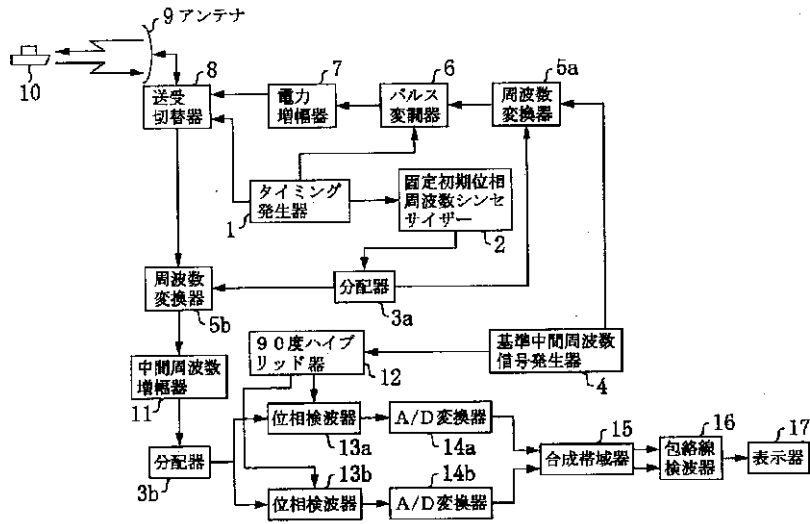 9 アンテナ
10
8
送受
切替器
7
電力
増幅器
6
パルス
変調器
5a
周波数
変換器
タイミング
発生器
1
固定初期位相
周波数シンセ
サイザー
2
周波数
変換器
5b
分配器
3a
90度ハイブ
リッド器
12
基準中間周波数
信号発生器
4
中間周波数
増幅器
11
位相検波器
13a
A/D変換器
14a
分配器
3b
13b
位相検波器
14b
A/D変換器
15
合成帯域器
16
包絡線
検波器
17
表示器